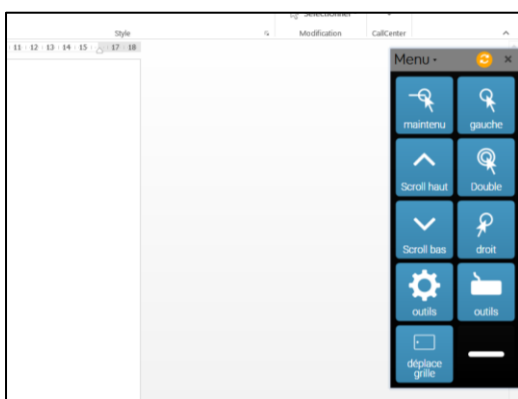 Sélectionner
Style
Modification
CallCenter
11 · 12 · 13 · 14 · 15 · 17 · 18
Menu
maintenu
gauche
Scroll haut
Double
Scroll bas
droit
outils
outils
déplace
grille